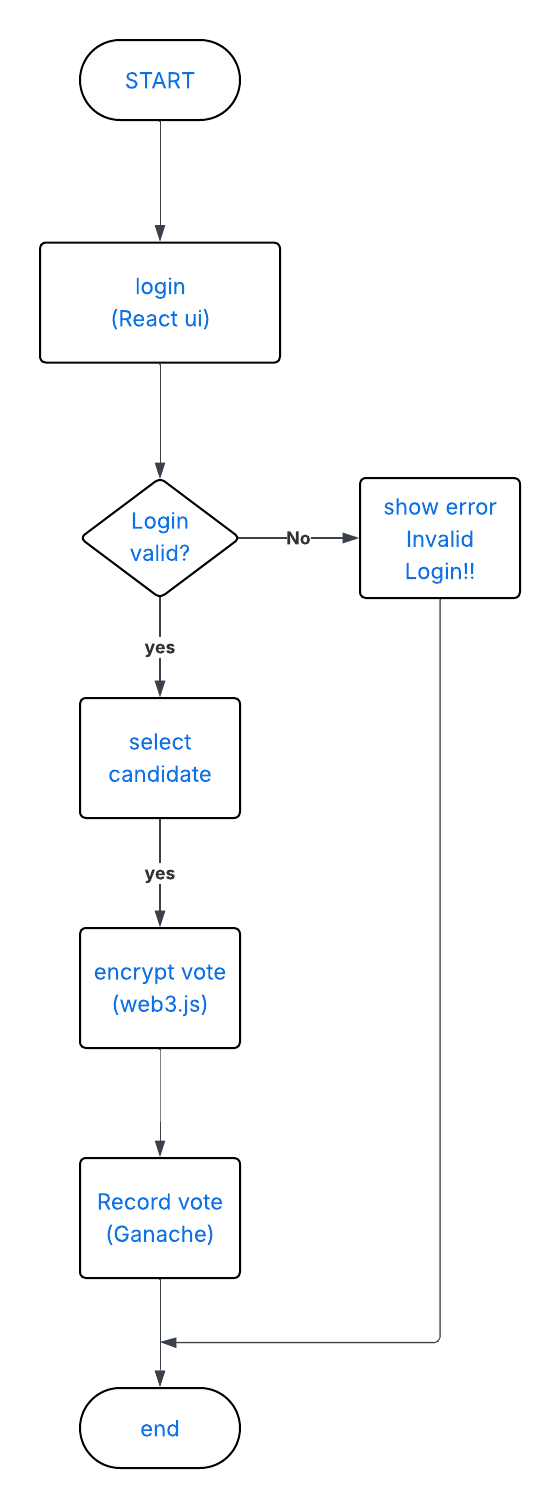 START
login
(React ui)
Login
valid?
No
show error
Invalid
Login!!
yes
select
candidate
yes
encrypt vote
(web3.js)
Record vote
(Ganache)
end